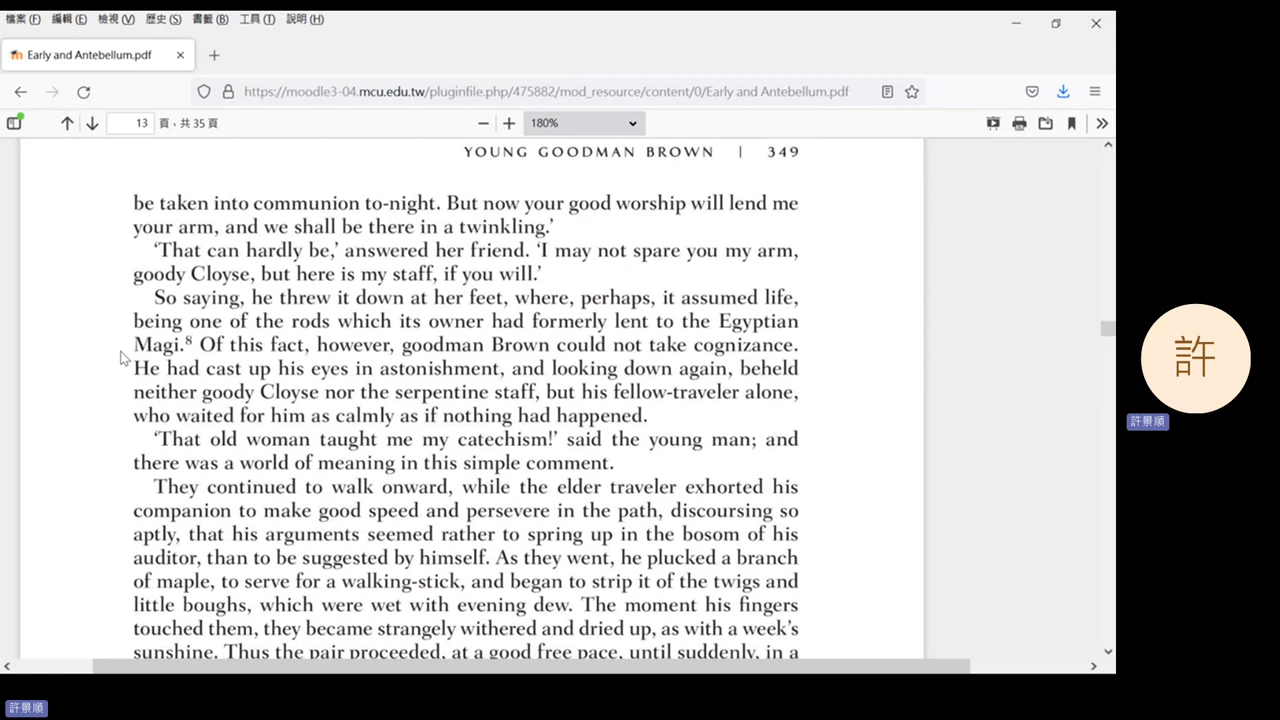 檔案(F) 編輯(E) 檢視(V) 歷史(S) 書籤(B) 工具(T) 說明(H)
Early and Antebellum.pdf
https://moodle3-04.mcu.edu.tw/pluginfile.php/475882/mod_resource/content/0/Early and Antebellum.pdf
13 頁，共 35 頁 180%
YOUNG GOODMAN BROWN | 349
be taken into communion to-night. But now your good worship will lend me
your arm, and we shall be there in a twinkling.’
‘That can hardly be,’ answered her friend. ‘I may not spare you my arm,
goody Cloyse, but here is my staff, if you will.’
So saying, he threw it down at her feet, where, perhaps, it assumed life,
being one of the rods which its owner had formerly lent to the Egyptian
Magi.⁸ Of this fact, however, goodman Brown could not take cognizance.
He had cast up his eyes in astonishment, and looking down again, beheld
neither goody Cloyse nor the serpentine staff, but his fellow-traveler alone,
who waited for him as calmly as if nothing had happened.
‘That old woman taught me my catechism!’ said the young man; and
there was a world of meaning in this simple comment.
They continued to walk onward, while the elder traveler exhorted his
companion to make good speed and persevere in the path, discoursing so
aptly, that his arguments seemed rather to spring up in the bosom of his
auditor, than to be suggested by himself. As they went, he plucked a branch
of maple, to serve for a walking-stick, and began to strip it of the twigs and
little boughs, which were wet with evening dew. The moment his fingers
touched them, they became strangely withered and dried up, as with a week’s
sunshine. Thus the pair proceeded, at a good free pace, until suddenly, in a
許
許景順
許景順